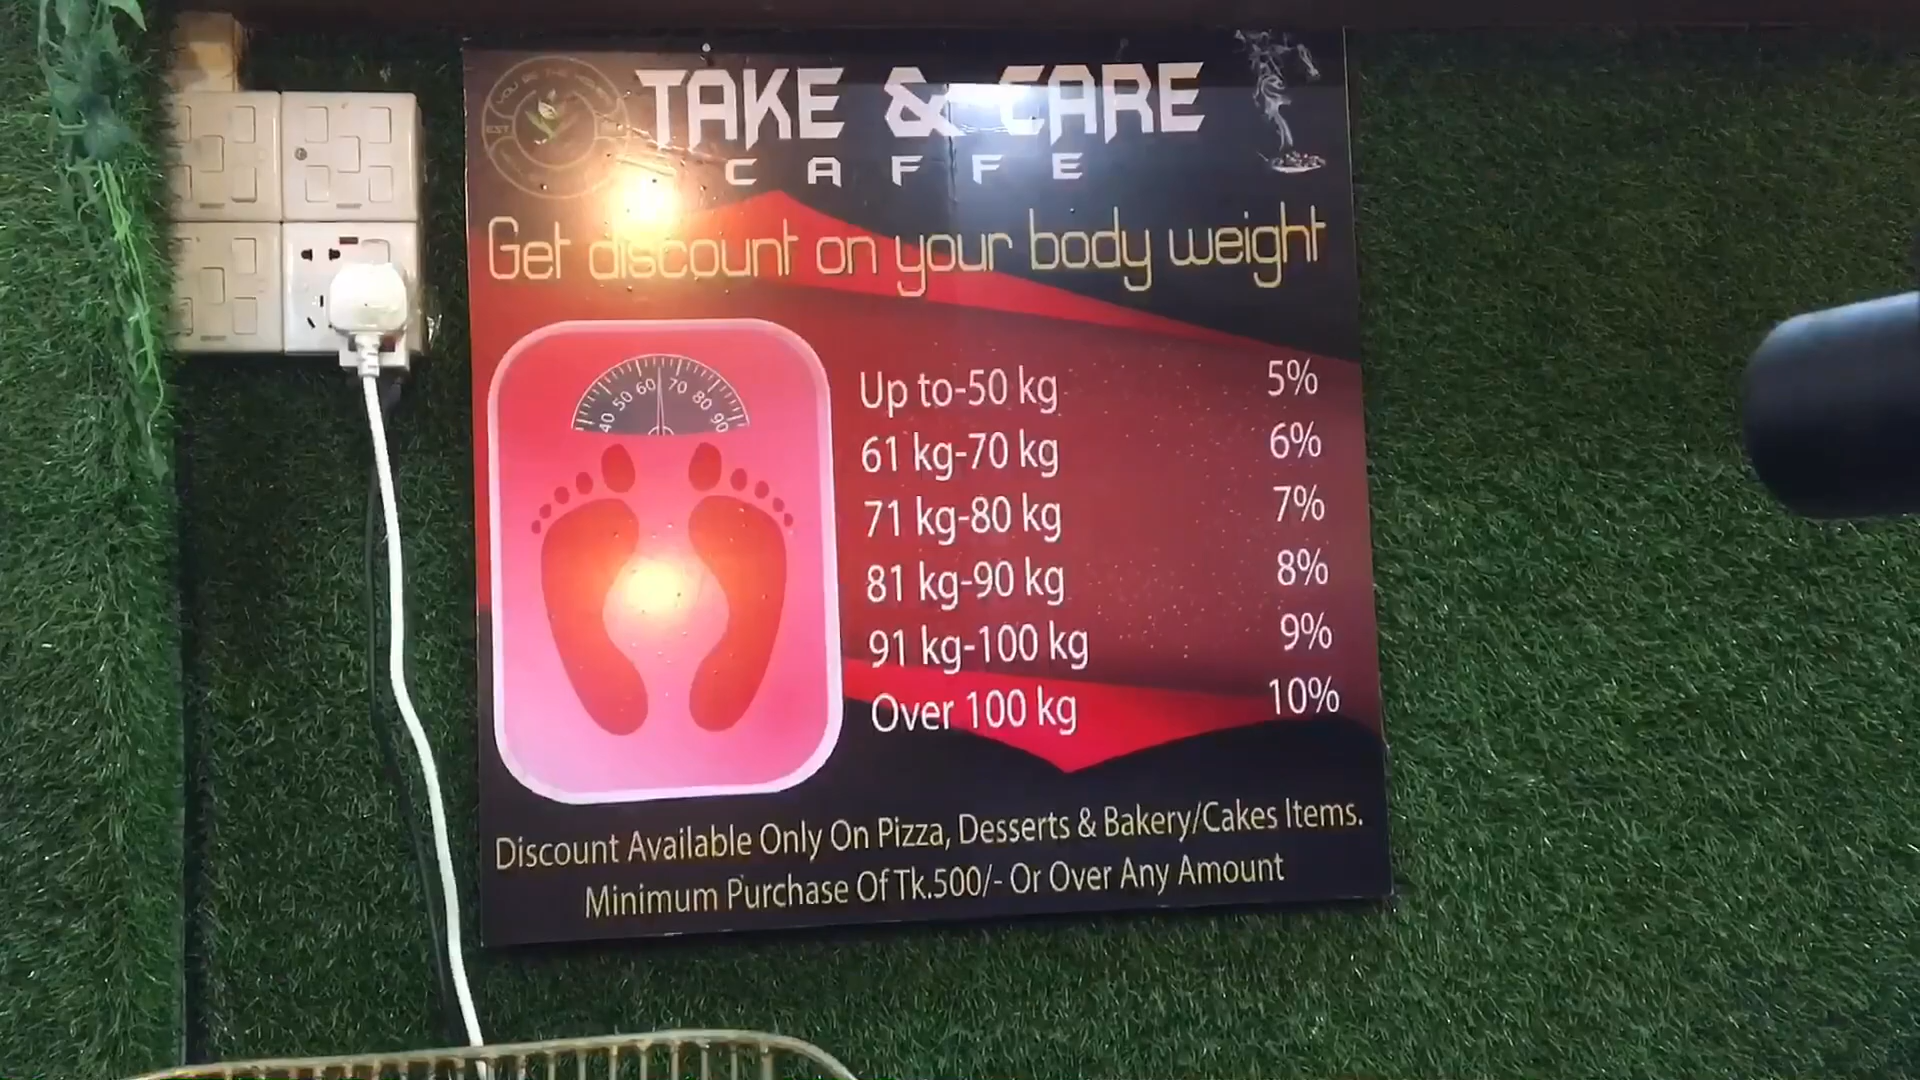 TAKE & CARE
CAFFE
Get discount on your body weight
40 50 60 70 80 90
Up to-50 kg 5%
61 kg-70 kg 6%
71 kg-80 kg 7%
81 kg-90 kg 8%
91 kg-100 kg 9%
Over 100 kg 10%
Discount Available Only On Pizza, Desserts & Bakery/Cakes Items.
Minimum Purchase Of Tk.500/- Or Over Any Amount